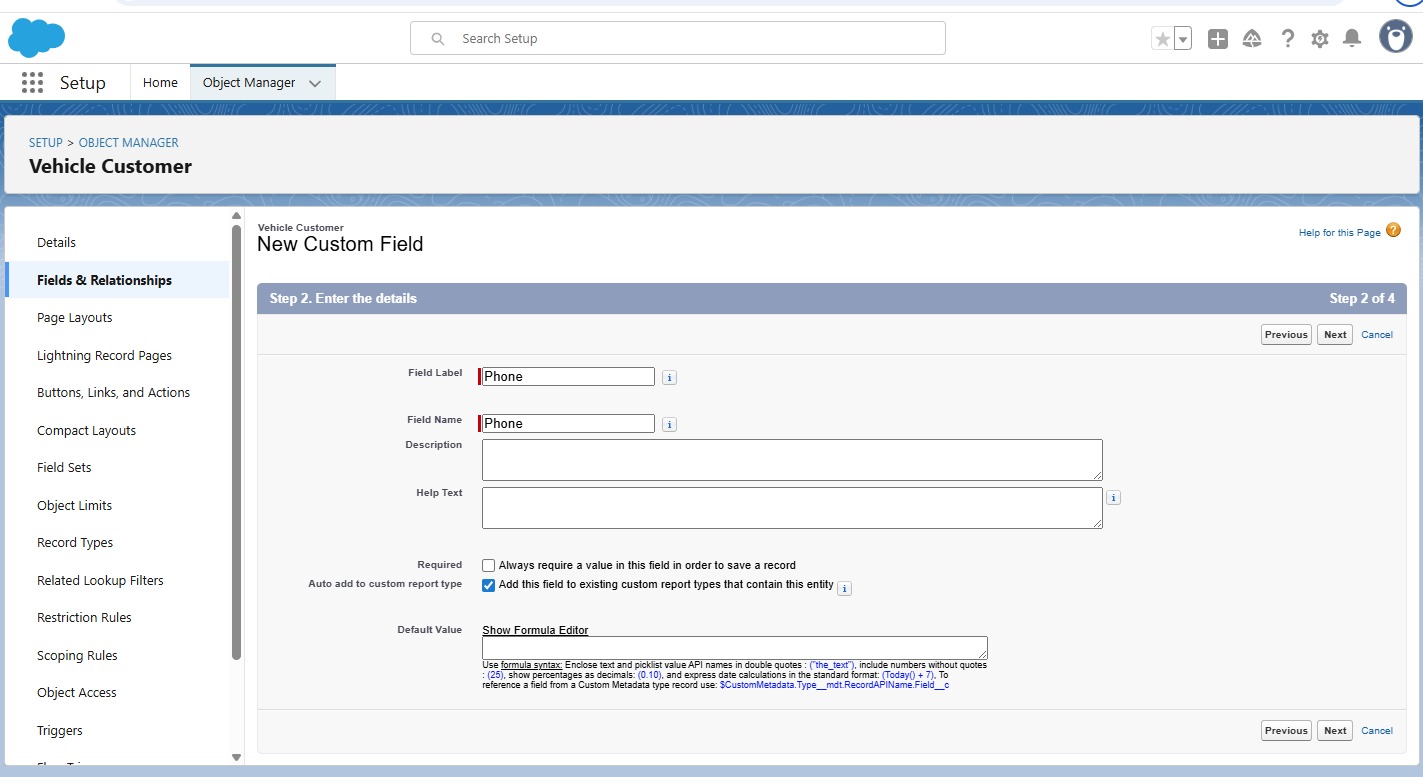 Search Setup
Setup
Home
Object Manager
SETUP > OBJECT MANAGER
Vehicle Customer
Details
Fields & Relationships
Page Layouts
Lightning Record Pages
Buttons, Links, and Actions
Compact Layouts
Field Sets
Object Limits
Record Types
Related Lookup Filters
Restriction Rules
Scoping Rules
Object Access
Triggers
Vehicle Customer
New Custom Field
Help for this Page ?
Step 2. Enter the details
Step 2 of 4
Previous
Next
Cancel
Field Label
Phone
i
Field Name
Phone
i
Description
Help Text
i
Required
Always require a value in this field in order to save a record
Auto add to custom report type
Add this field to existing custom report types that contain this entity
i
Default Value
Show Formula Editor
Use formula syntax: Enclose text and picklist value API names in double quotes : ("the_text"), include numbers without quotes
: (25), show percentages as decimals: (0.10), and express date calculations in the standard format: (Today() + 7), To
reference a field from a Custom Metadata type record use: $CustomMetadata.Type__mdt.RecordAPIName.Field__c
Previous
Next
Cancel